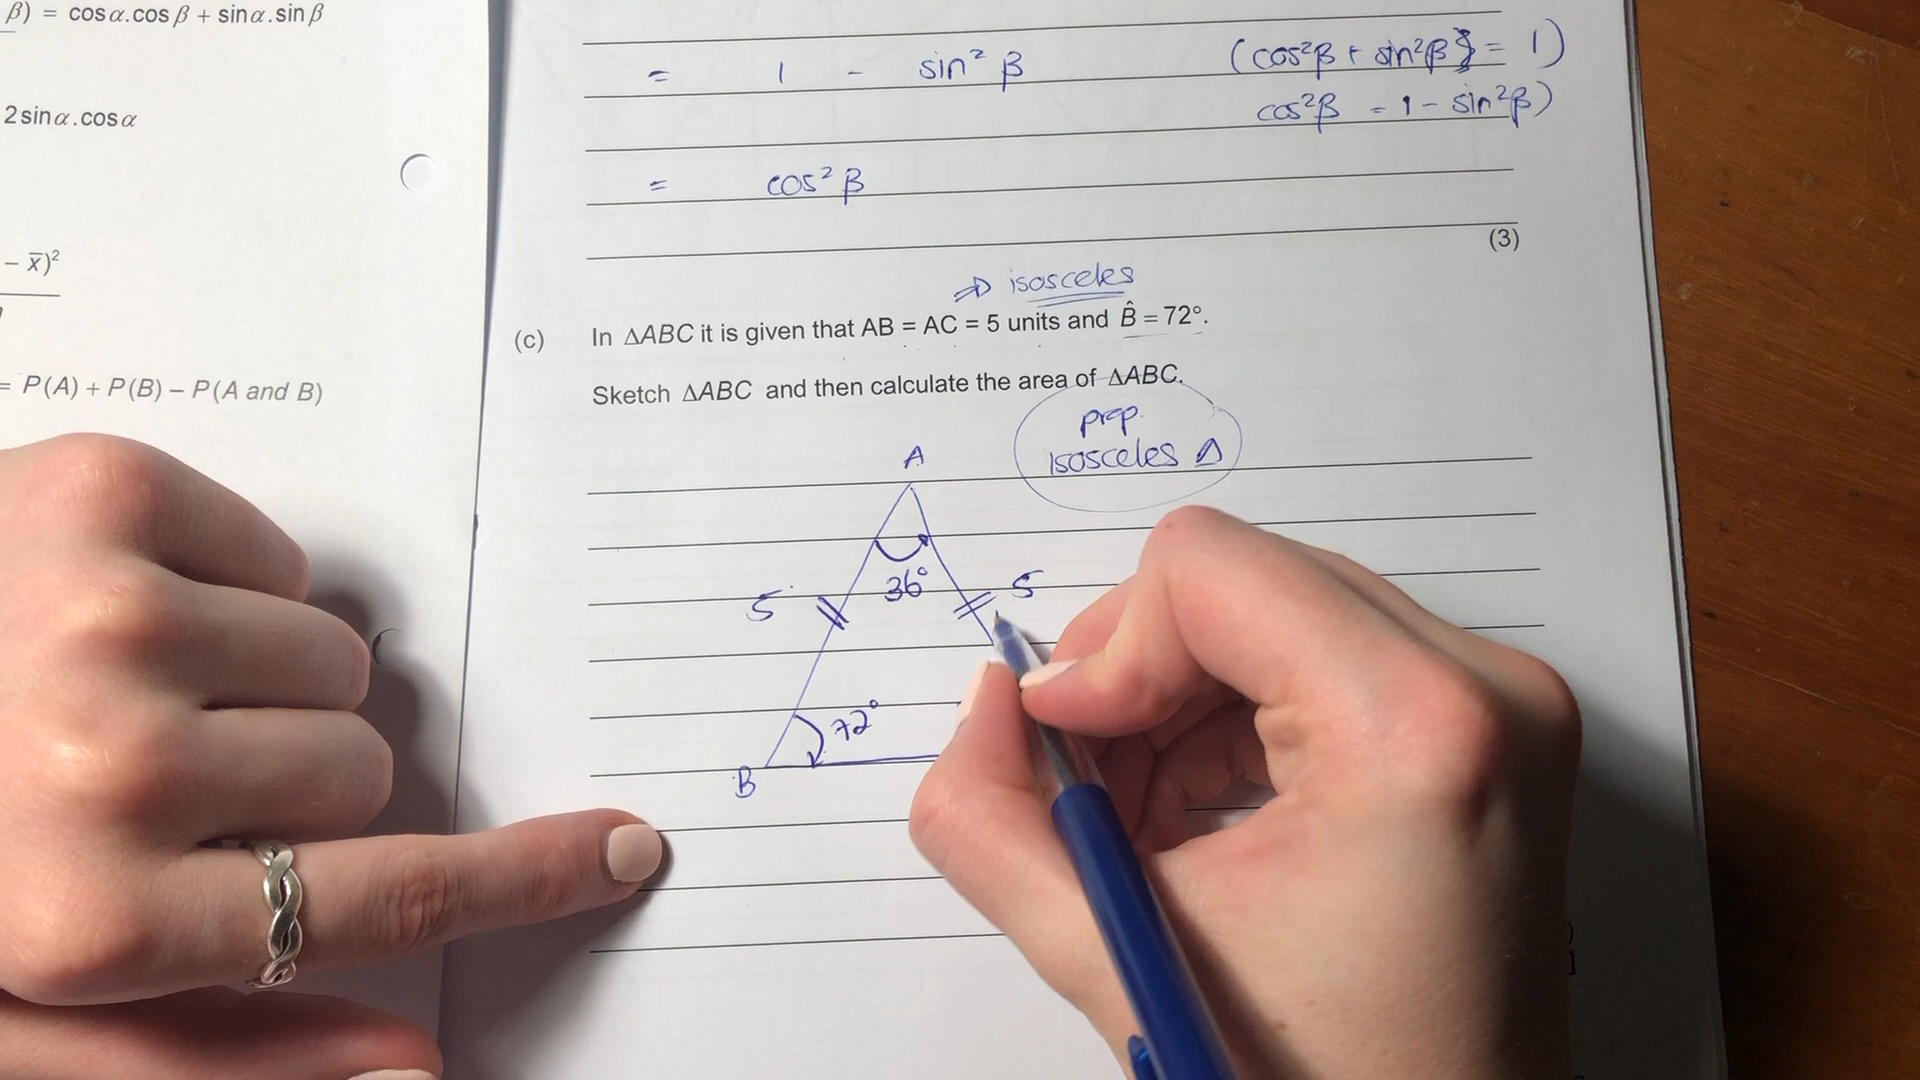 β) = cosα.cosβ + sinα.sinβ
2sinα.cosα
– x̄)²
= P(A) + P(B) – P(A and B)
= 1 - sin² β (cos²β + sin²β = 1)
cos²β = 1 - sin²β)
= cos² β
(3)
⇒ isosceles
(c) In ΔABC it is given that AB = AC = 5 units and B̂ = 72°.
Sketch ΔABC and then calculate the area of ΔABC.
prop.
isosceles Δ
A
36°
5 5
72°
B